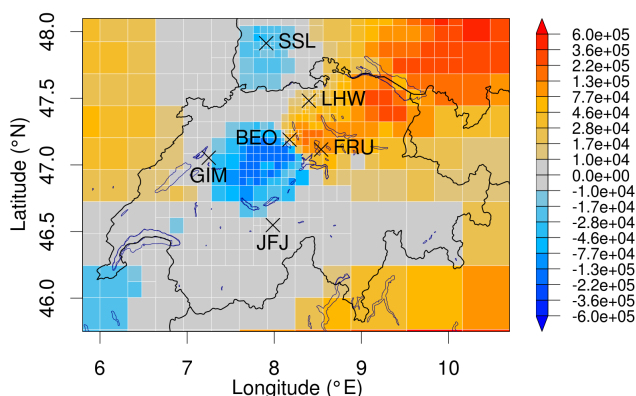 48.0
47.5
47.0
46.5
46.0
Latitude (°N)
SSL
LHW
BEO
FRU
GIM
JFJ
6
7
8
9
10
Longitude (°E)
6.0e+05
3.6e+05
2.2e+05
1.3e+05
7.7e+04
4.6e+04
2.8e+04
1.7e+04
1.0e+04
0.0e+00
-1.0e+04
-1.7e+04
-2.8e+04
-4.6e+04
-7.7e+04
-1.3e+05
-2.2e+05
-3.6e+05
-6.0e+05